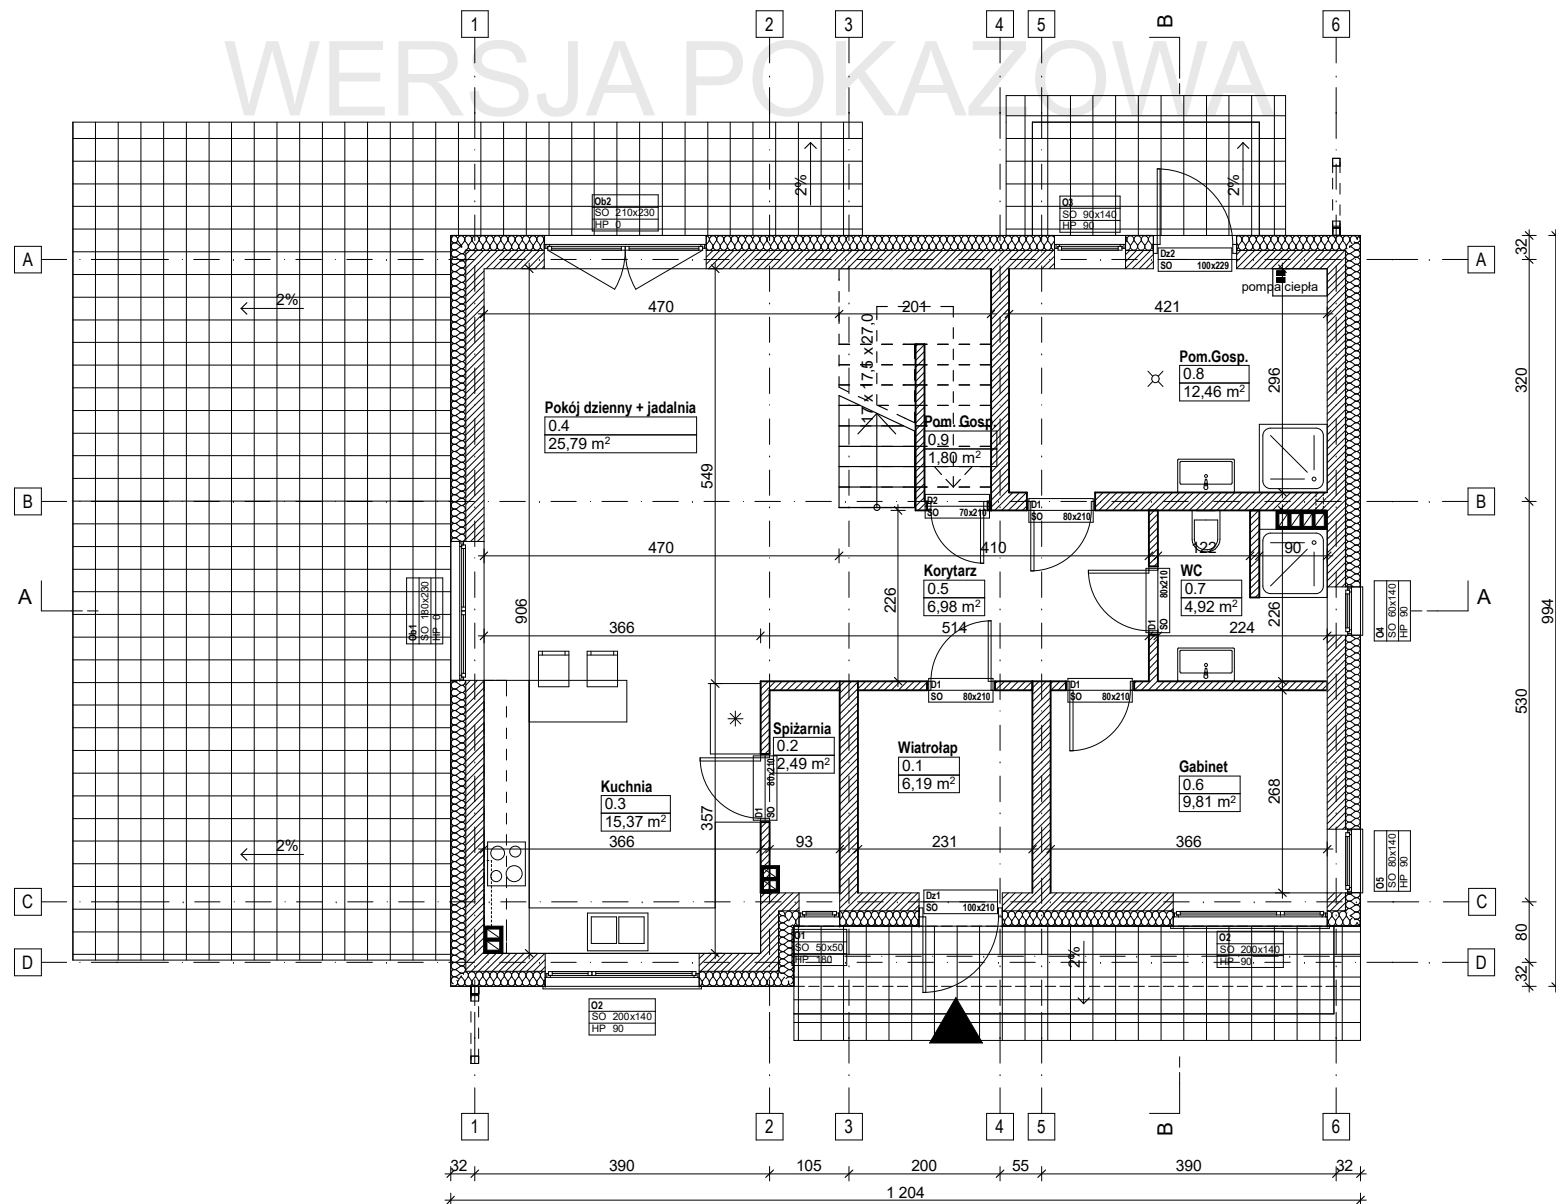 WERSJA POKAZOWA
1
2
3
4
5
B
6
2%
2%
Ob2
SO 210x230
HP 0
O3
SO 90x140
HP 90
Dz2
SO 100x229
A
A
32
pompa ciepła
2%
470
201
421
17 x 17,5 x 27,0
Pom.Gosp.
0.8
12,46 m²
296
320
Pokój dzienny + jadalnia
0.4
25,79 m²
Pom. Gosp.
0.9
1,80 m²
549
B
B
D2
SO 70x210
D1
SO 80x210
470
410
122
90
Korytarz
0.5
6,98 m²
WC
0.7
4,92 m²
D1
SO 80x210
226
226
A
A
Ob1
SO 180x230
HP 0
906
O4
SO 60x140
HP 90
994
366
514
224
D1
SO 80x210
D1
SO 80x210
530
Spiżarnia
0.2
2,49 m²
Wiatrołap
0.1
6,19 m²
Gabinet
0.6
9,81 m²
Kuchnia
0.3
15,37 m²
D1
SO 80x210
357
268
2%
366
93
231
366
O5
SO 80x140
HP 90
C
C
Dz1
SO 100x210
80
O1
SO 50x50
HP 180
2%
O2
SO 200x140
HP 90
D
D
32
O2
SO 200x140
HP 90
1
2
3
4
5
B
6
32
390
105
200
55
390
32
1 204